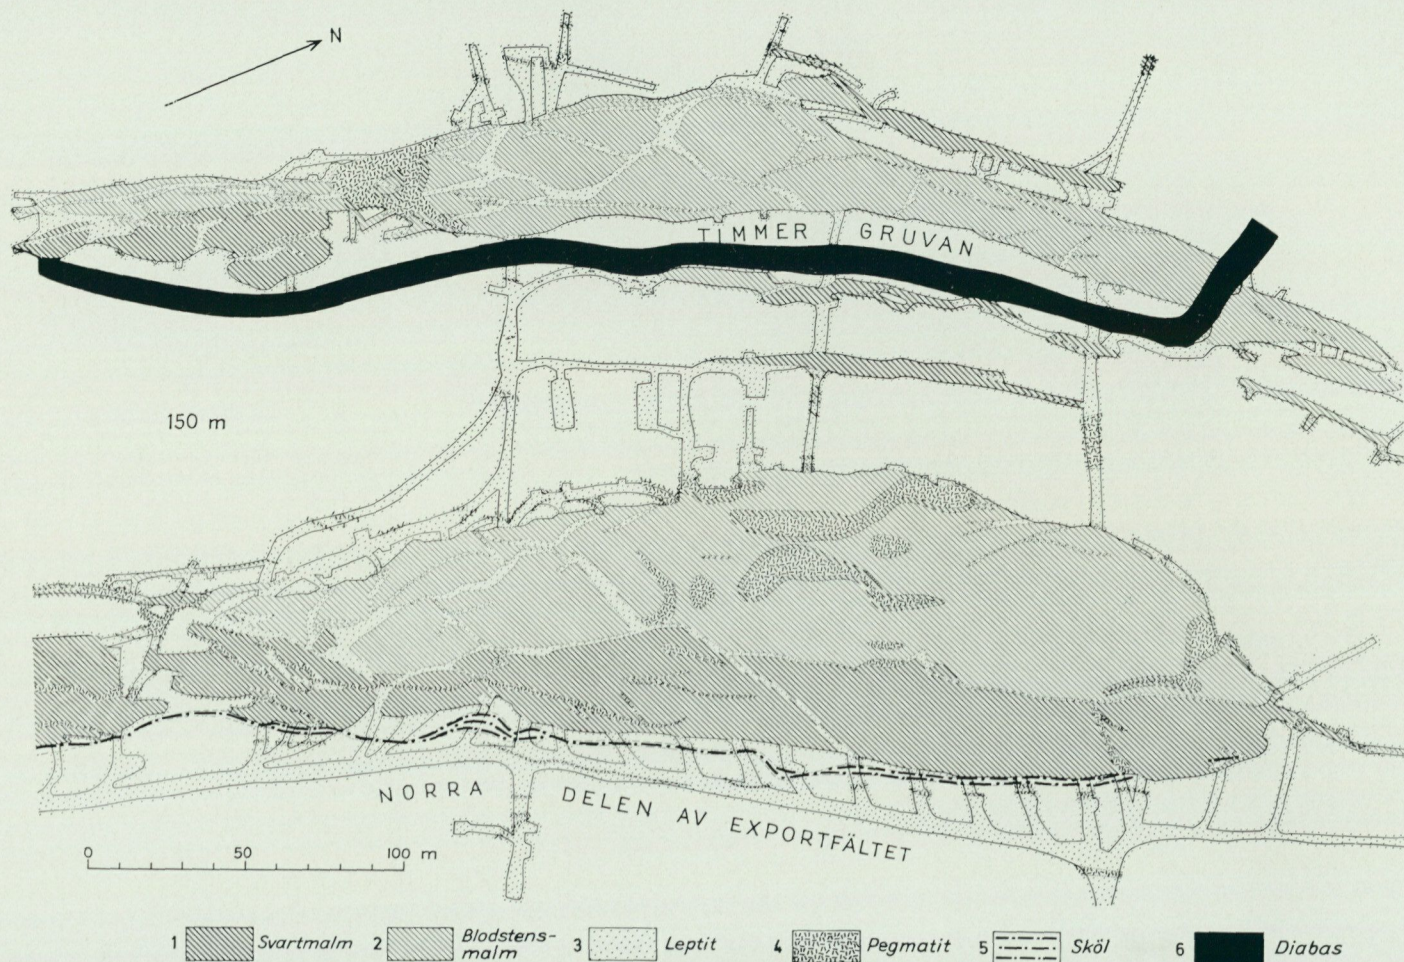 N
TIMMER GRUVAN
150 m
NORRA DELEN AV EXPORTFÄLTET
0 50 100 m
1 Svartmalm
2 Blodstens-
malm
3 Leptit
4 Pegmatit
5 Sköl
6 Diabas